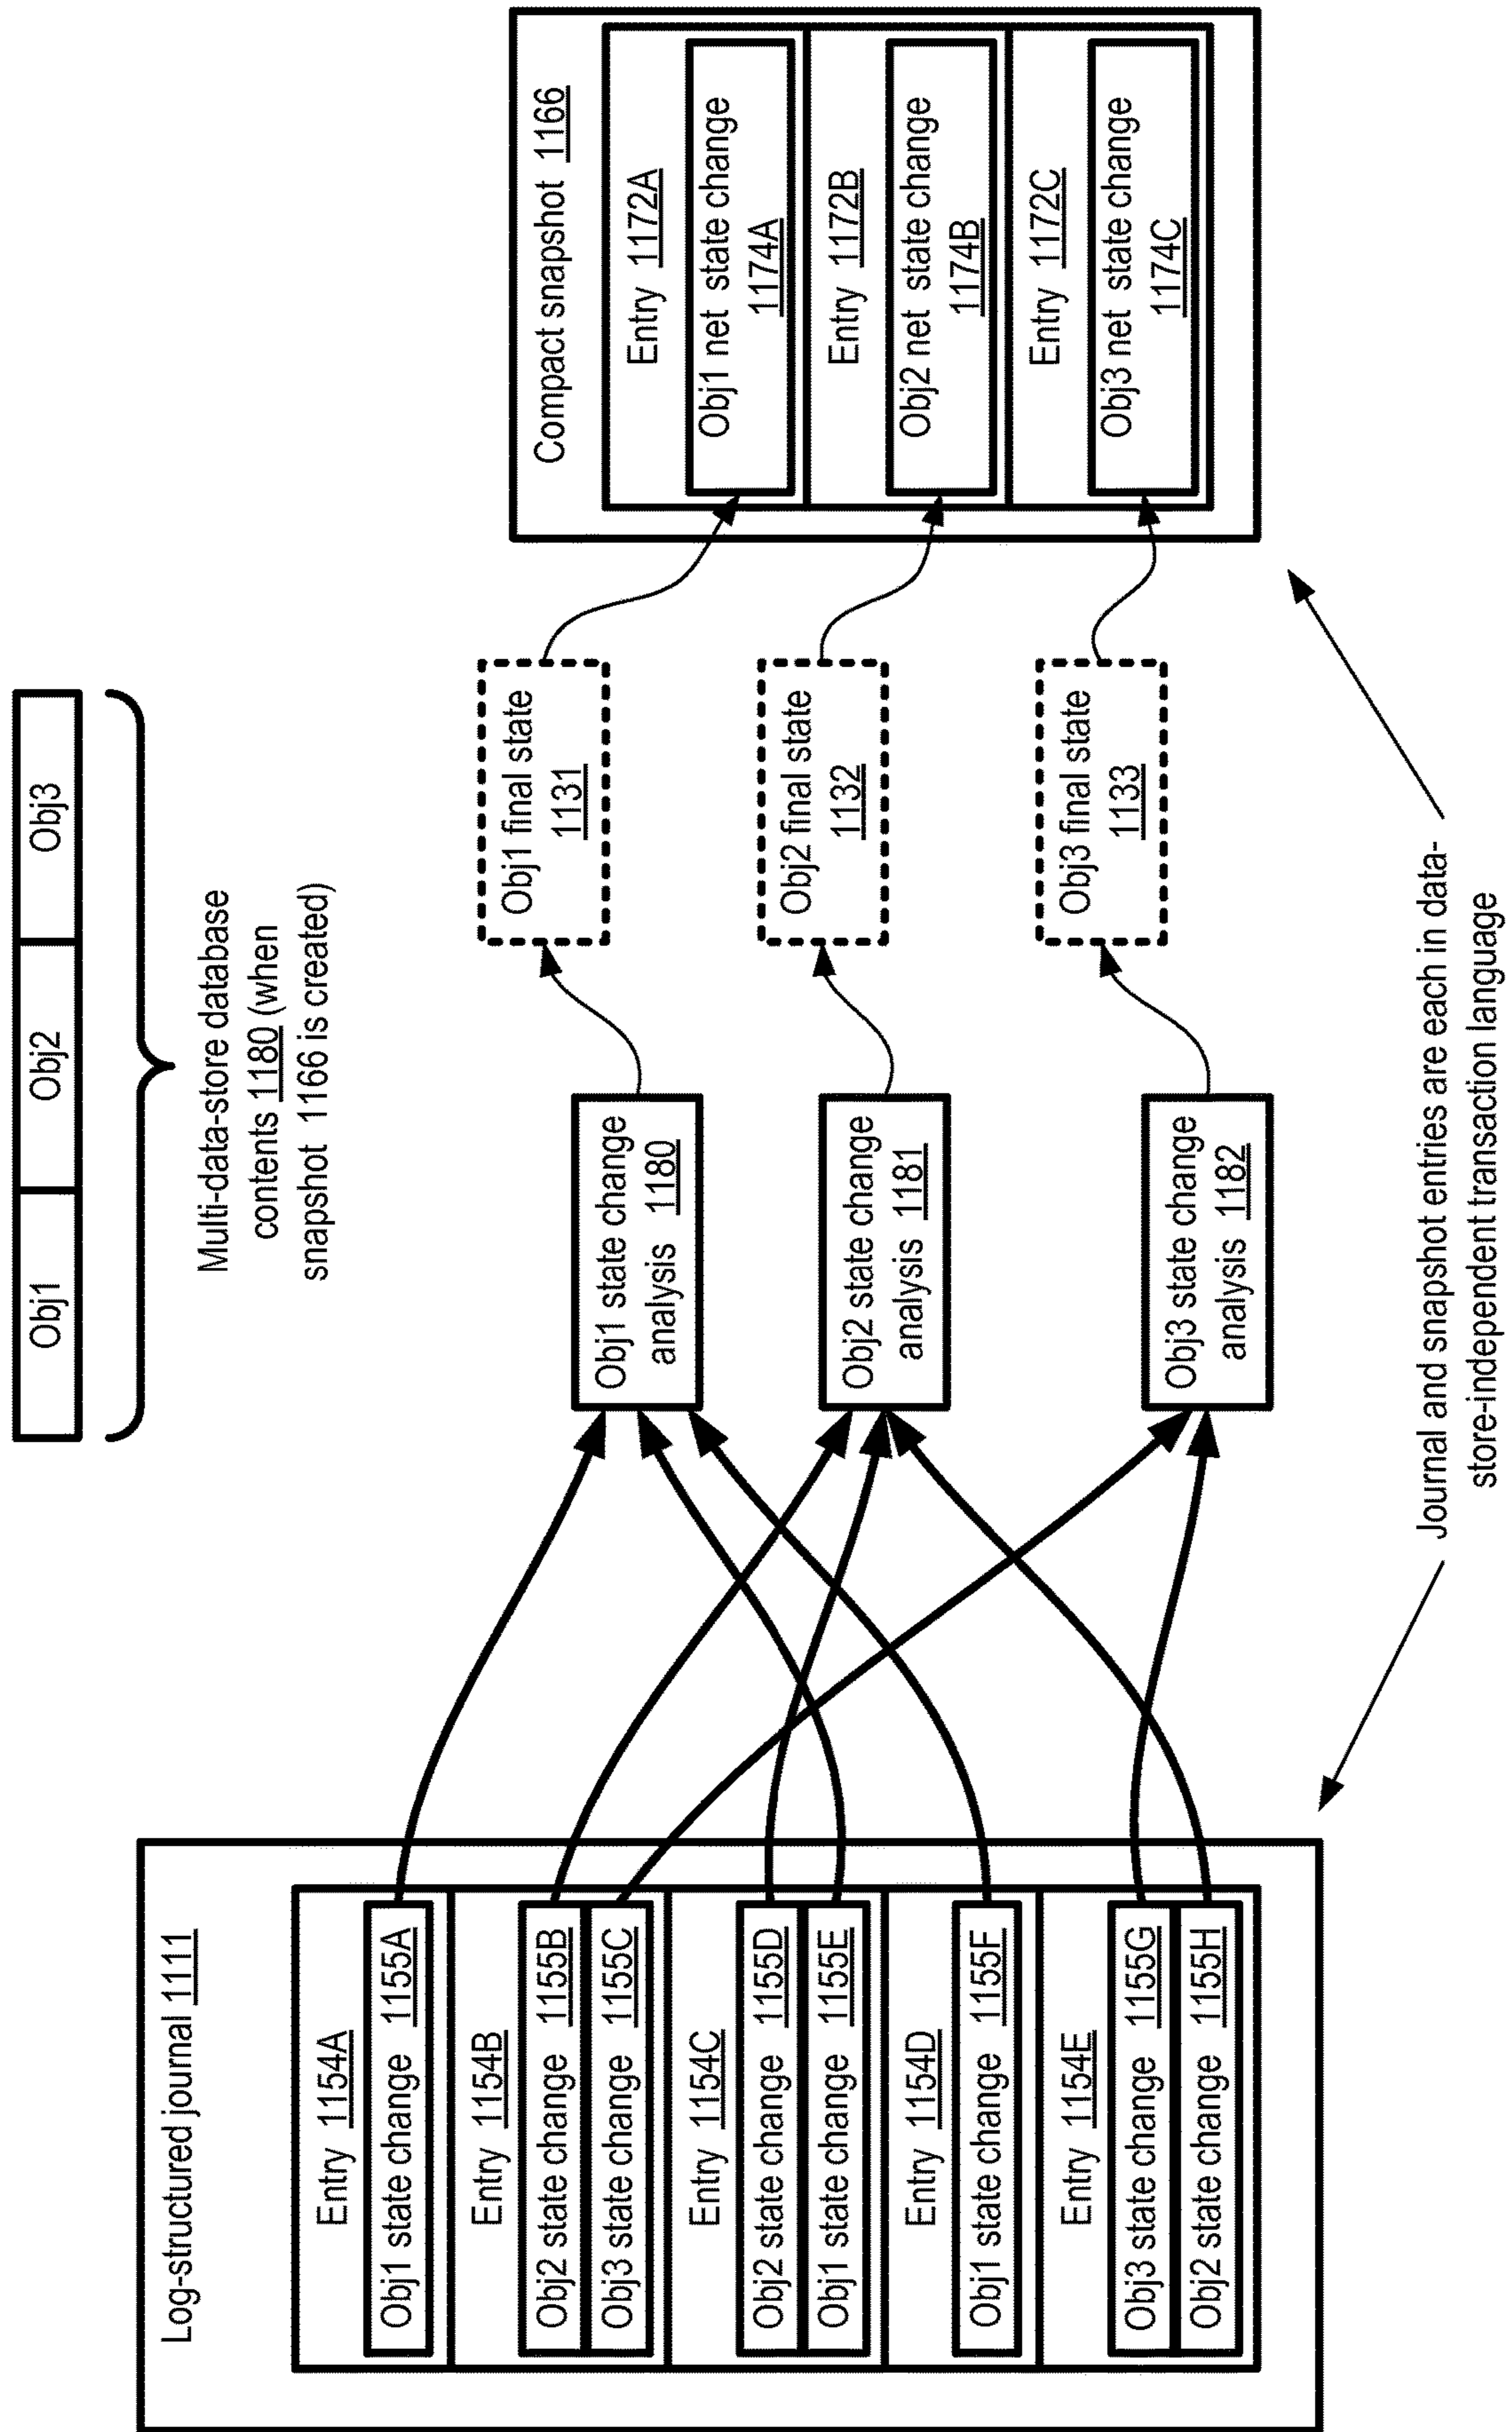 Obj1
Obj2
Obj3
Multi-data-store database
contents 1180 (when
snapshot 1166 is created)
Log-structured journal 1111
Entry 1154A
Obj1 state change 1155A
Entry 1154B
Obj2 state change 1155B
Obj3 state change 1155C
Entry 1154C
Obj2 state change 1155D
Obj1 state change 1155E
Entry 1154D
Obj1 state change 1155F
Entry 1154E
Obj3 state change 1155G
Obj2 state change 1155H
Obj1 state change
analysis 1180
Obj2 state change
analysis 1181
Obj3 state change
analysis 1182
Obj1 final state
1131
Obj2 final state
1132
Obj3 final state
1133
Compact snapshot 1166
Entry 1172A
Obj1 net state change
1174A
Entry 1172B
Obj2 net state change
1174B
Entry 1172C
Obj3 net state change
1174C
Journal and snapshot entries are each in data-
store-independent transaction language